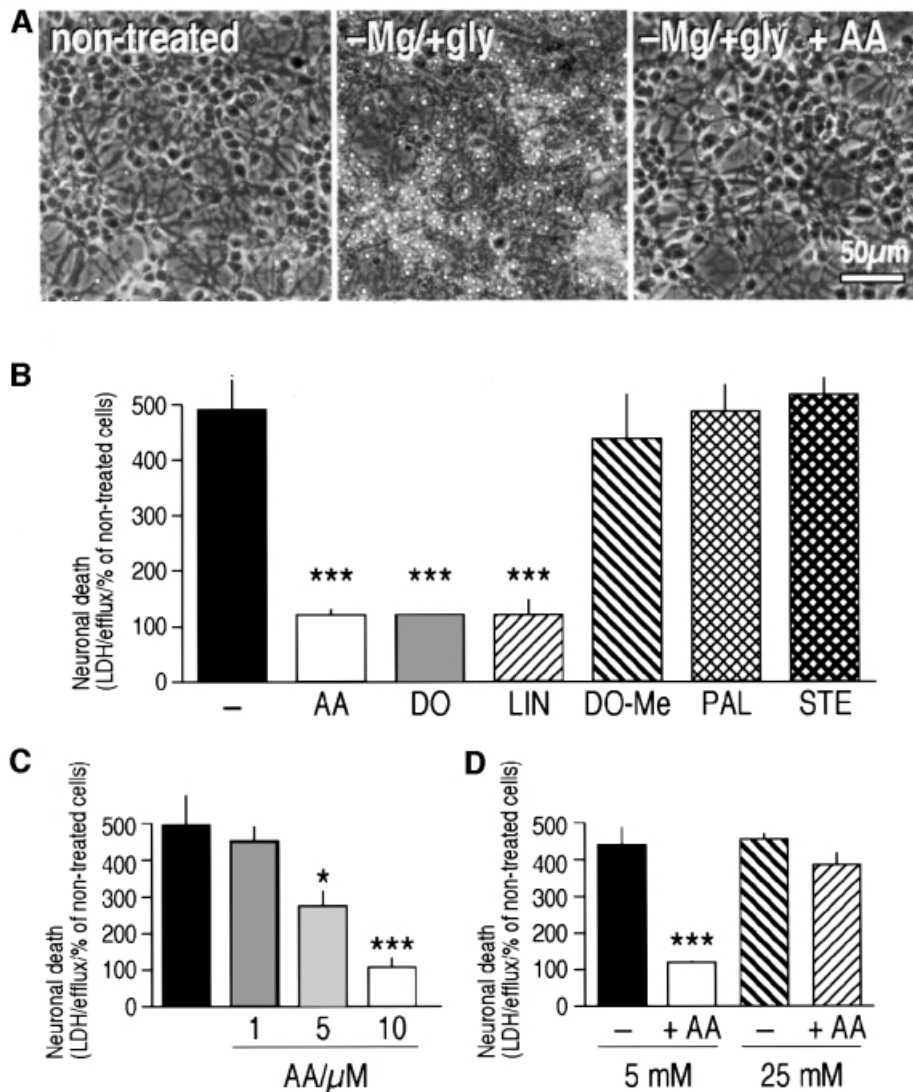 A
non-treated
–Mg/+gly
–Mg/+gly + AA
50µm
B
Neuronal death
(LDH/efflux/% of non-treated cells)
500
400
300
200
100
0
*** *** ***
– AA DO LIN DO-Me PAL STE
C
Neuronal death
(LDH/efflux/% of non-treated cells)
500
400
300
200
100
0
*
***
1 5 10
AA/µM
D
Neuronal death
(LDH/efflux/% of non-treated cells)
500
400
300
200
100
0
***
– + AA – + AA
5 mM 25 mM